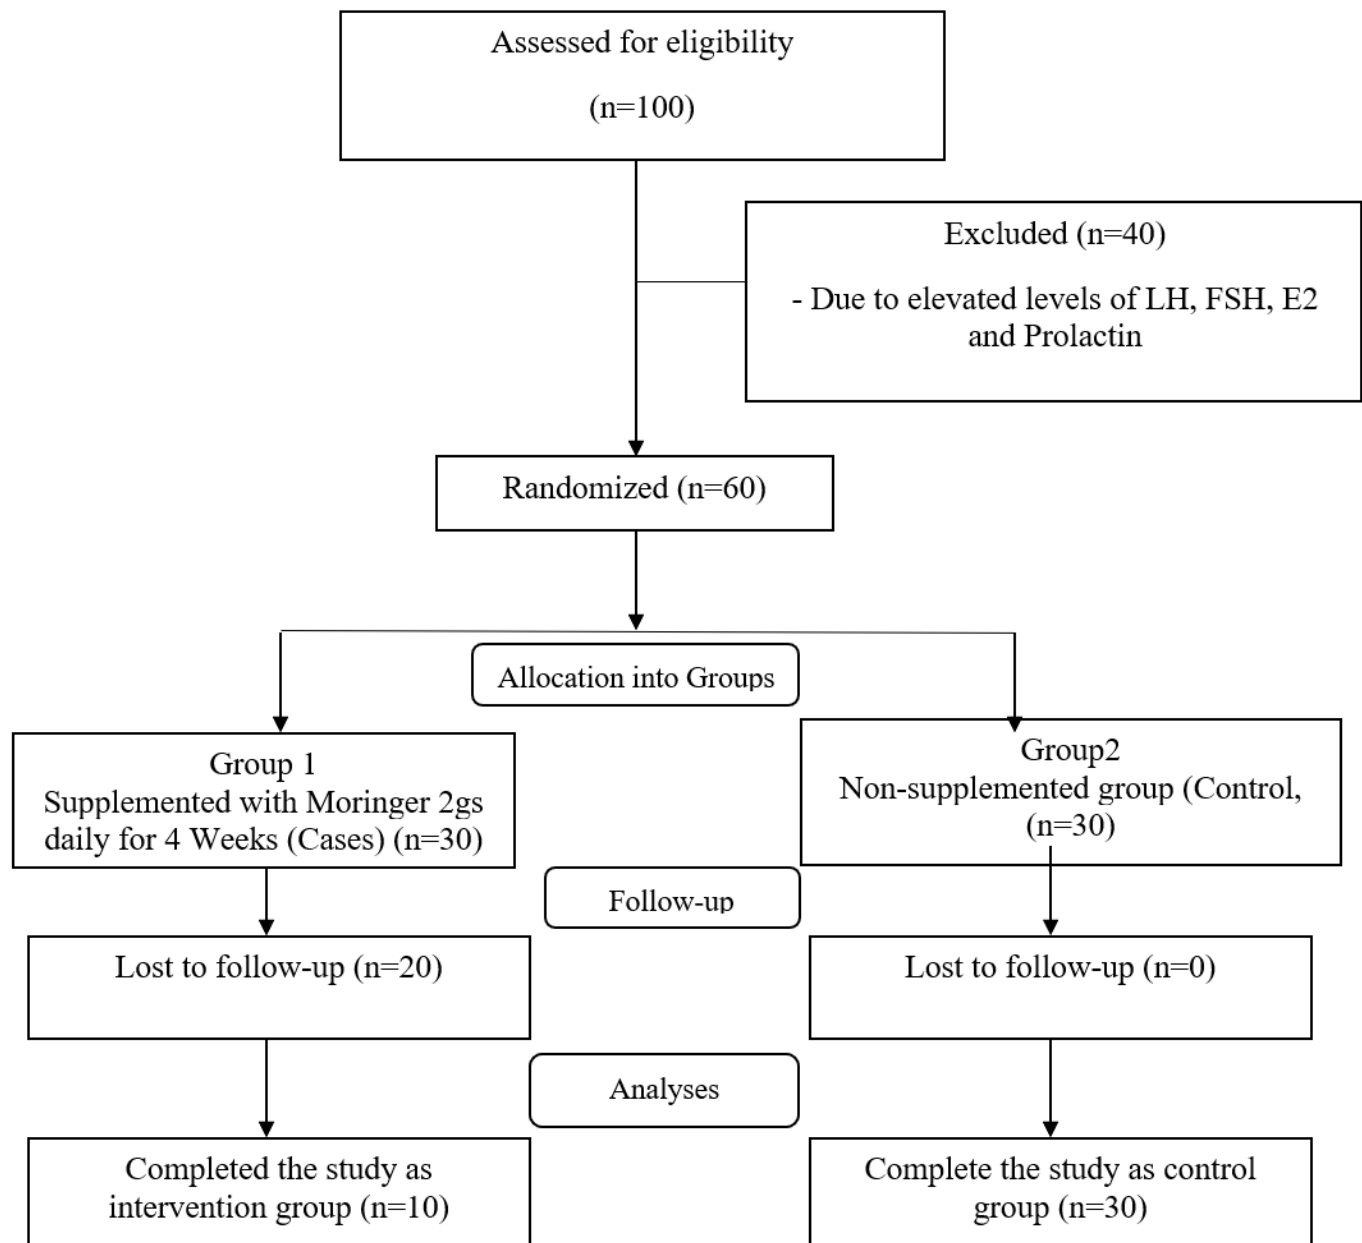 Assessed for eligibility
(n=100)
Excluded (n=40)
- Due to elevated levels of LH, FSH, E2
and Prolactin
Randomized (n=60)
Allocation into Groups
Group 1
Supplemented with Moringer 2gs
daily for 4 Weeks (Cases) (n=30)
Group2
Non-supplemented group (Control,
(n=30)
Follow-up
Lost to follow-up (n=20)
Lost to follow-up (n=0)
Analyses
Completed the study as
intervention group (n=10)
Complete the study as control
group (n=30)